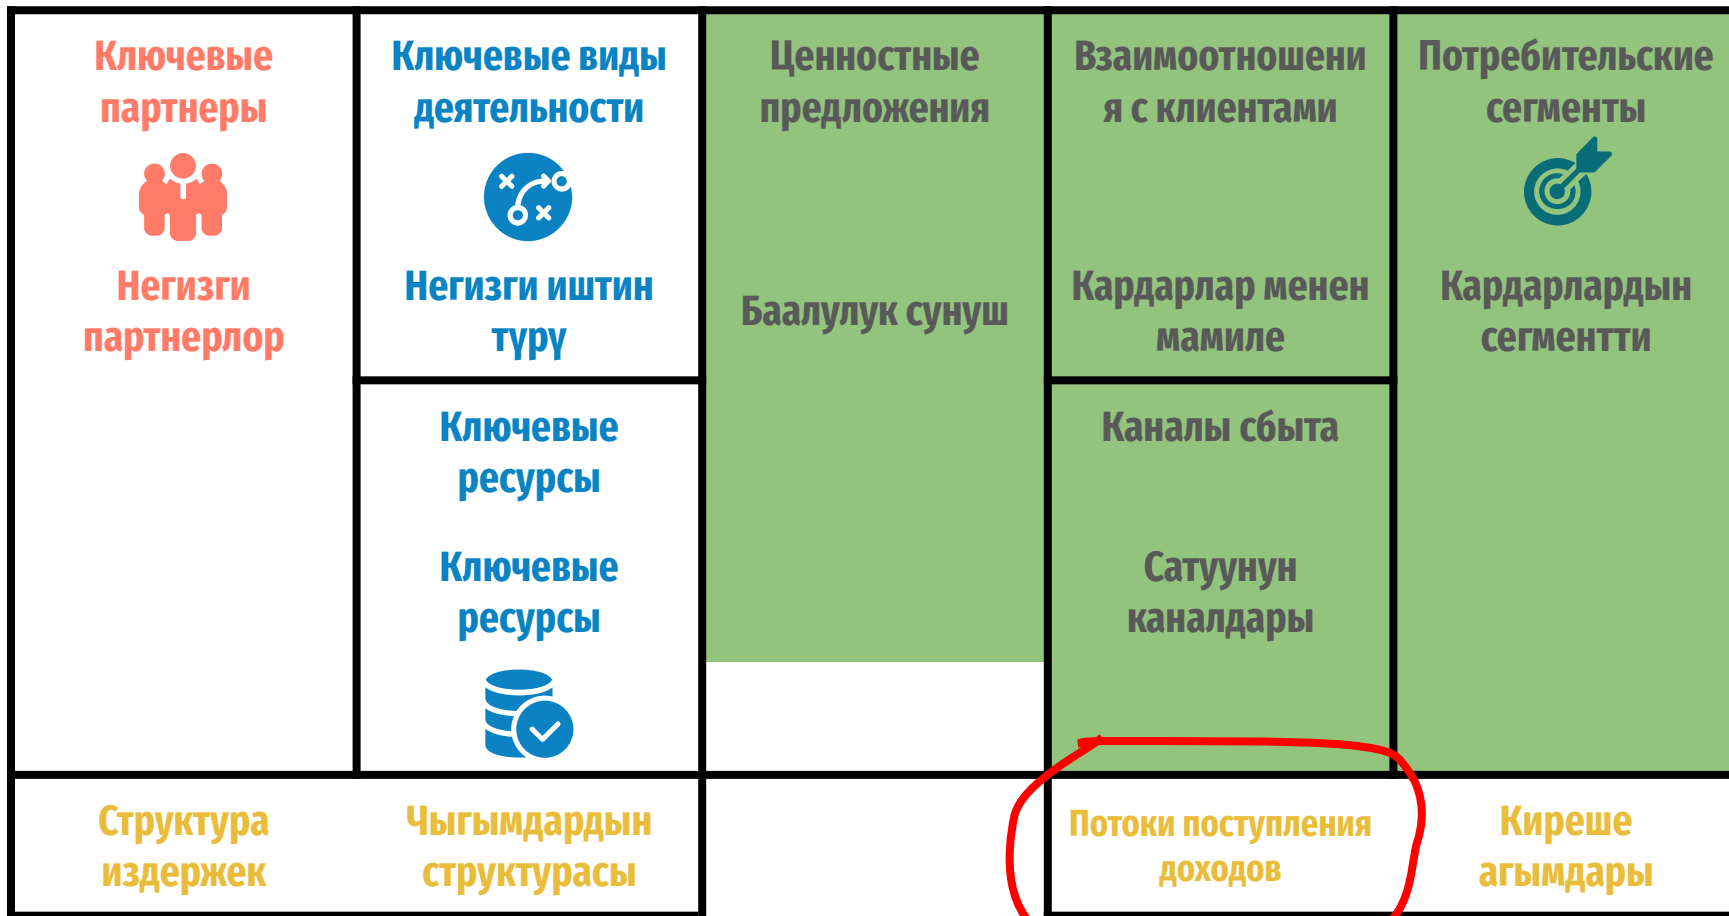 Ключевые
партнеры
Негизги
партнерлор
Ключевые виды
деятельности
Негизги иштин
түрү
Ключевые
ресурсы
Ключевые
ресурсы
Ценностные
предложения
Баалулук сунуш
Взаимоотношени
я с клиентами
Кардарлар менен
мамиле
Каналы сбыта
Сатуунун
каналдары
Потребительские
сегменты
Кардарлардын
сегментти
Структура
издержек
Чыгымдардын
структурасы
Потоки поступления
доходов
Киреше
агымдары